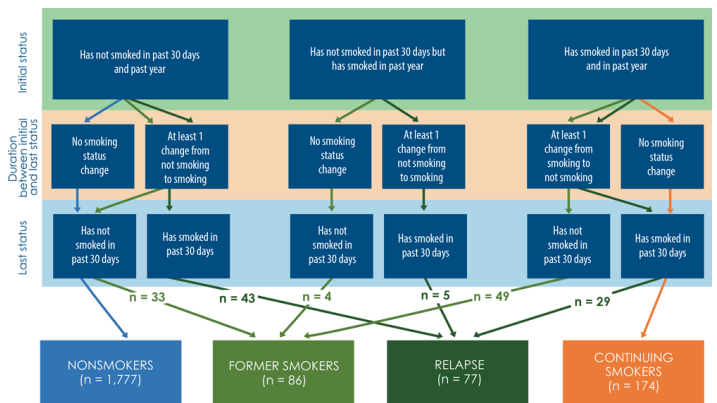 Initial status
Has not smoked in past 30 days
and past year
Has not smoked in past 30 days but
has smoked in past year
Has smoked in past 30 days
and in past year
Duration
between initial
and last status
No smoking
status
change
At least 1
change from
not smoking
to smoking
No smoking
status
change
At least 1
change from
not smoking
to smoking
At least 1
change from
smoking to
not smoking
No smoking
status
change
Last status
Has not
smoked in
past 30 days
Has smoked in
past 30 days
Has not
smoked in
past 30 days
Has smoked in
past 30 days
Has not
smoked in
past 30 days
Has smoked in
past 30 days
n = 33
n = 43
n = 4
n = 5
n = 49
n = 29
NONSMOKERS
(n = 1,777)
FORMER SMOKERS
(n = 86)
RELAPSE
(n = 77)
CONTINUING
SMOKERS
(n = 174)